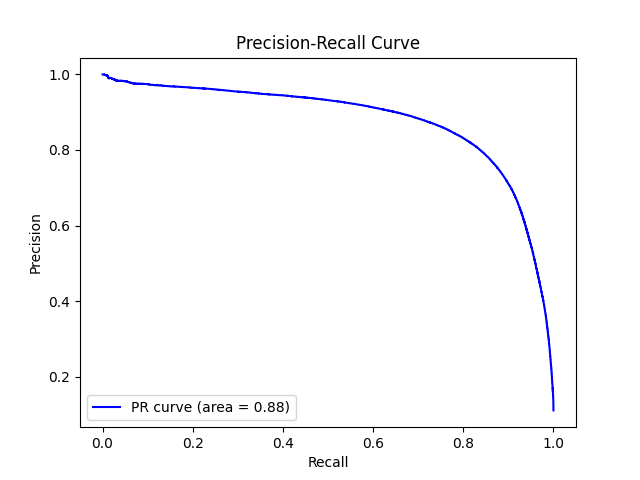 Precision-Recall Curve
1.0
0.8
0.6
0.4
0.2
Precision
PR curve (area = 0.88)
0.0 0.2 0.4 0.6 0.8 1.0
Recall